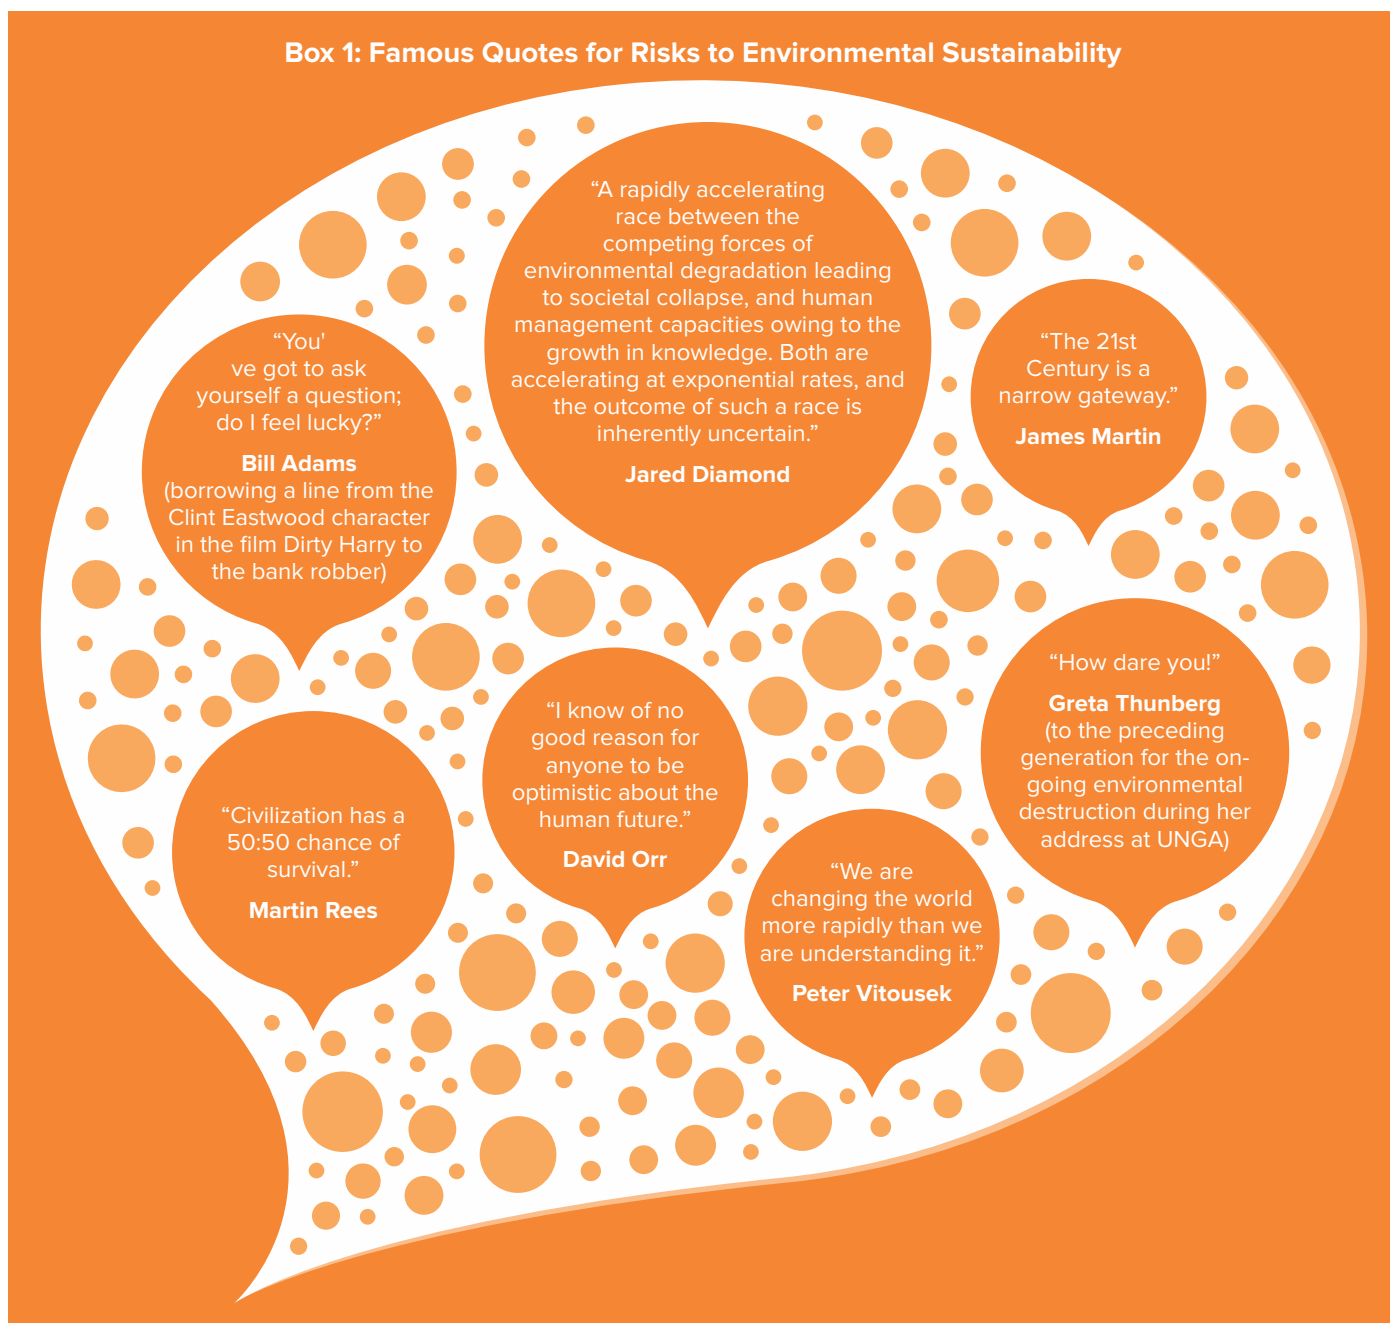 Box 1: Famous Quotes for Risks to Environmental Sustainability
“A rapidly accelerating
race between the
competing forces of
environmental degradation leading
to societal collapse, and human
management capacities owing to the
growth in knowledge. Both are
accelerating at exponential rates, and
the outcome of such a race is
inherently uncertain.”
Jared Diamond
“You'
ve got to ask
yourself a question;
do I feel lucky?”
Bill Adams
(borrowing a line from the
Clint Eastwood character
in the film Dirty Harry to
the bank robber)
“The 21st
Century is a
narrow gateway.”
James Martin
“How dare you!”
Greta Thunberg
(to the preceding
generation for the on-
going environmental
destruction during her
address at UNGA)
“I know of no
good reason for
anyone to be
optimistic about the
human future.”
David Orr
“Civilization has a
50:50 chance of
survival.”
Martin Rees
“We are
changing the world
more rapidly than we
are understanding it.”
Peter Vitousek